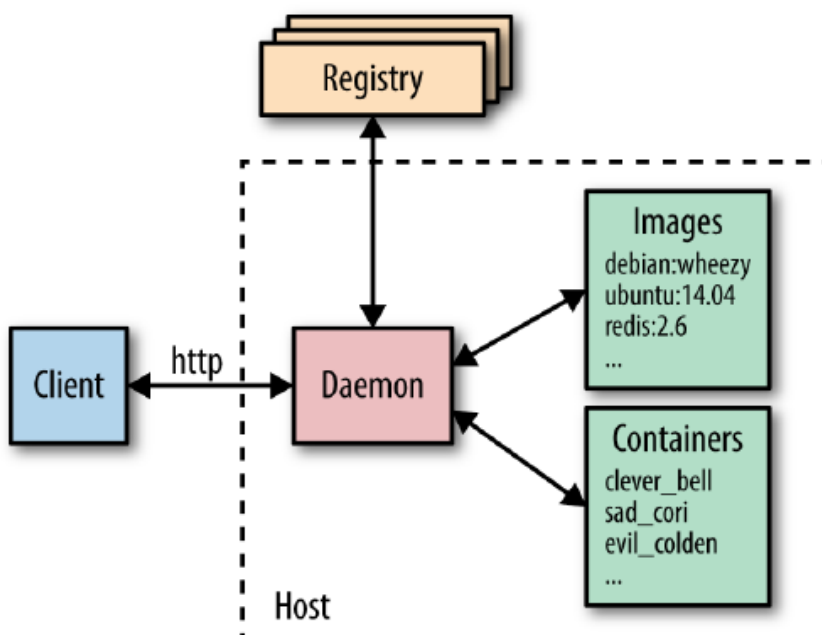 Registry
Images
debian:wheezy
ubuntu:14.04
redis:2.6
...
Client
http
Daemon
Containers
clever_bell
sad_cori
evil_colden
...
Host